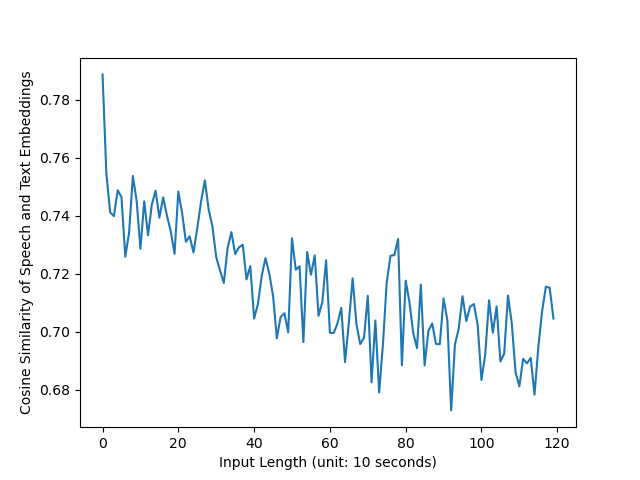 Cosine Similarity of Speech and Text Embeddings
0.78
0.76
0.74
0.72
0.70
0.68
0 20 40 60 80 100 120
Input Length (unit: 10 seconds)